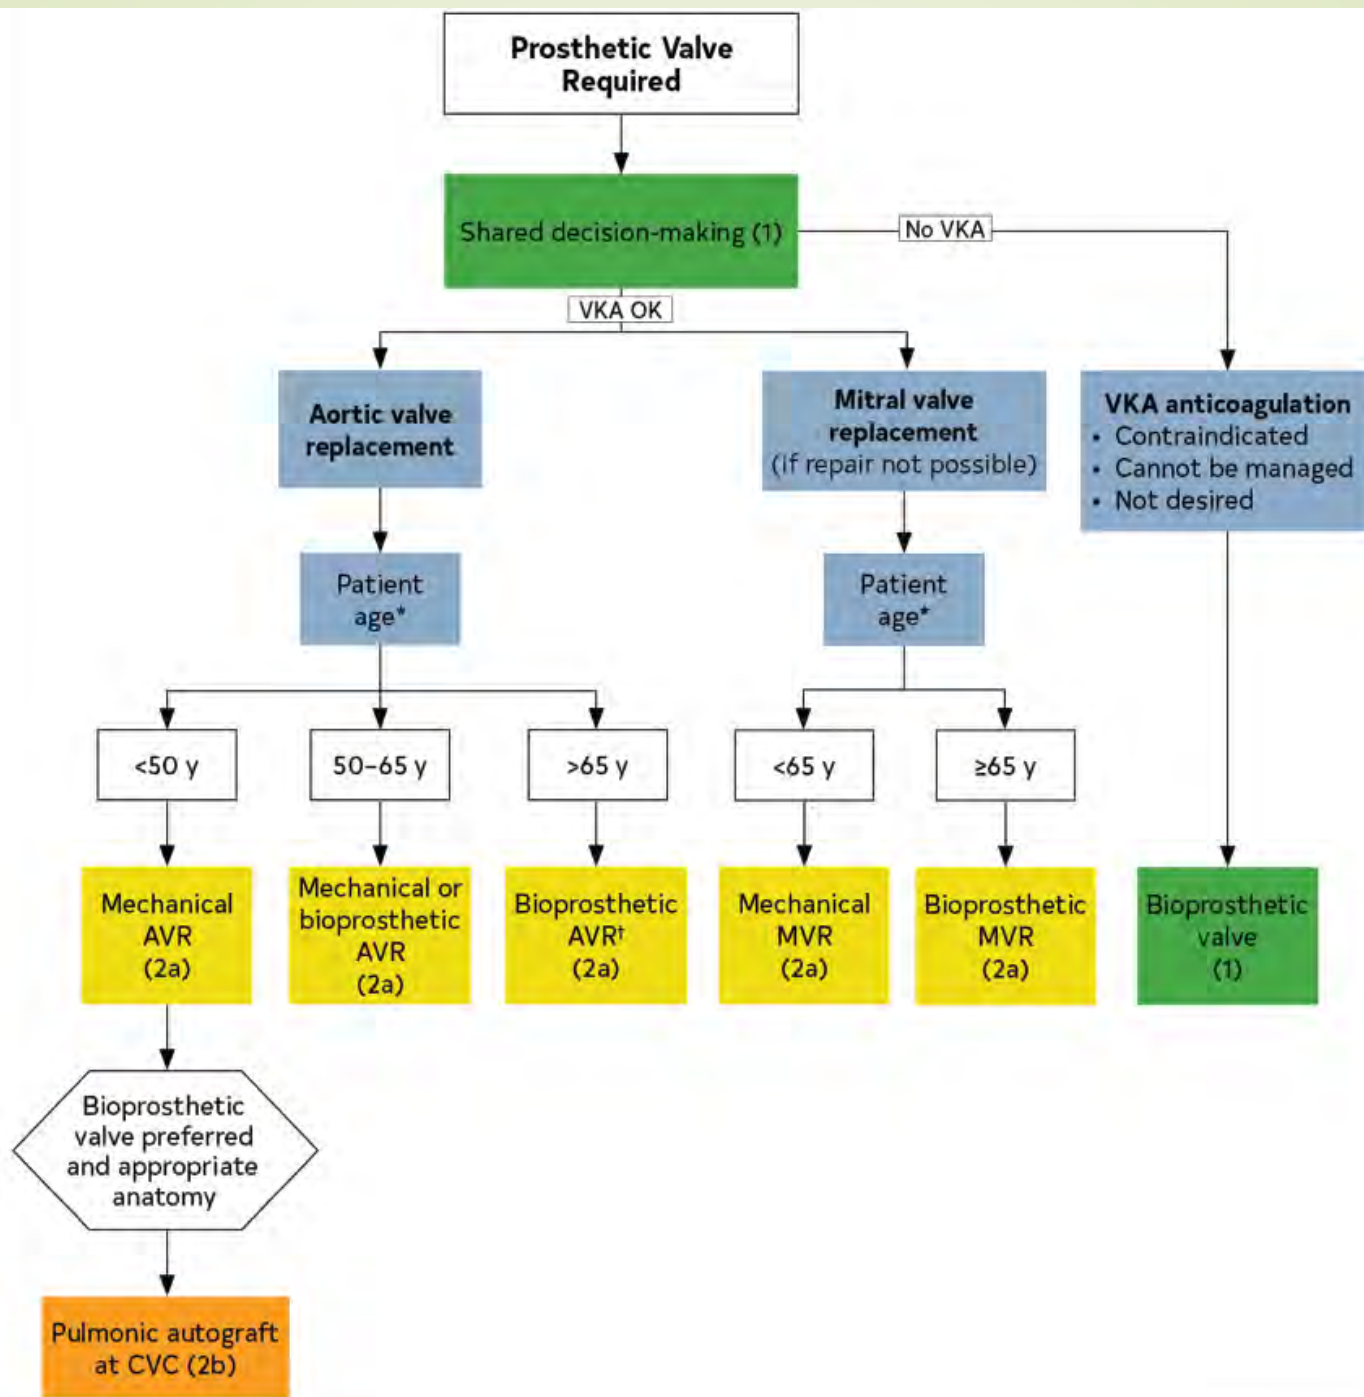 Prosthetic Valve
Required
Shared decision-making (1)
No VKA
VKA OK
Aortic valve
replacement
Mitral valve
replacement
(if repair not possible)
VKA anticoagulation
• Contraindicated
• Cannot be managed
• Not desired
Patient
age*
Patient
age*
<50 y
50–65 y
>65 y
<65 y
≥65 y
Mechanical
AVR
(2a)
Mechanical or
bioprosthetic
AVR
(2a)
Bioprosthetic
AVR†
(2a)
Mechanical
MVR
(2a)
Bioprosthetic
MVR
(2a)
Bioprosthetic
valve
(1)
Bioprosthetic
valve preferred
and appropriate
anatomy
Pulmonic autograft
at CVC (2b)